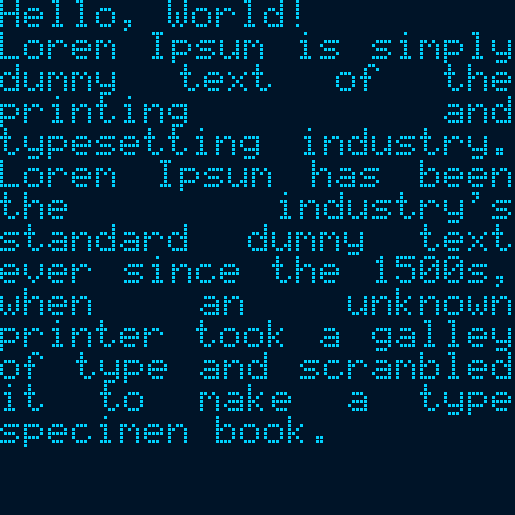 Hello, World!
Lorem Ipsum is simply
dummy text of the
printing and
typesetting industry.
Lorem Ipsum has been
the industry's
standard dummy text
ever since the 1500s,
when an unknown
printer took a galley
of type and scrambled
it to make a type
specimen book.